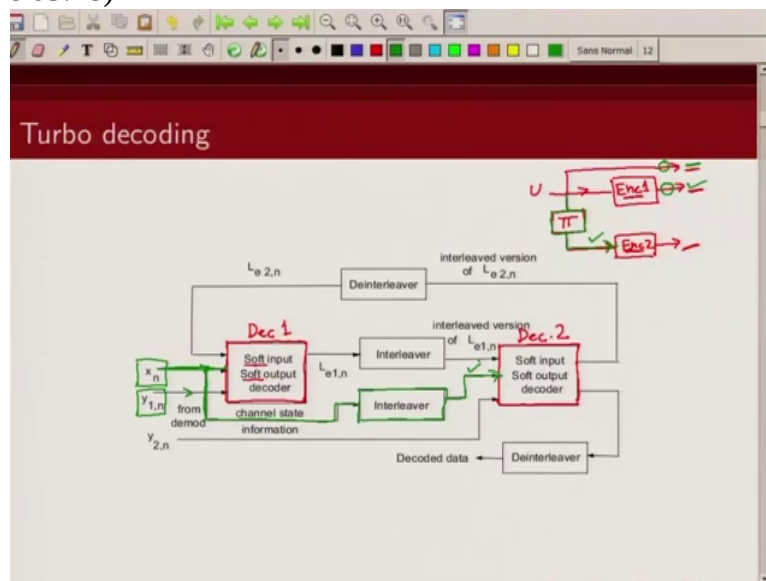 Sans Normal 12
Turbo decoding
U
Enc1
π
Enc2
interleaved version
of L e 2,n
L e 2,n
Deinterleaver
Dec 1
Soft input
Soft output
decoder
L e1,n
Interleaver
interleaved version
of L e1,n
Dec. 2
Soft input
Soft output
decoder
x n
y 1,n
from
demod
channel state
information
Interleaver
y 2,n
Decoded data
Deinterleaver